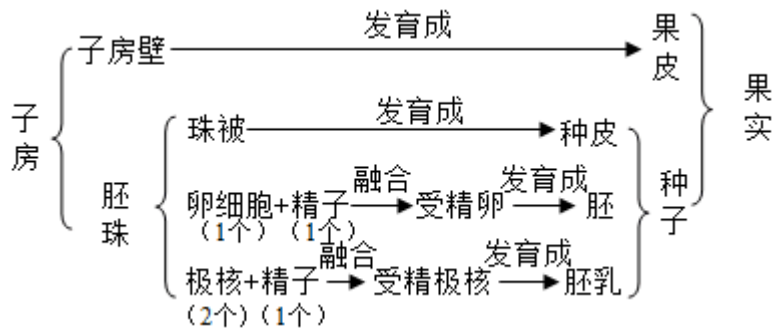 子房
子房壁
发育成
果皮
果实
胚珠
珠被
发育成
种皮
种子
卵细胞+精子
(1个) (1个)
融合
受精卵
发育成
胚
极核+精子
(2个)(1个)
融合
受精极核
发育成
胚乳